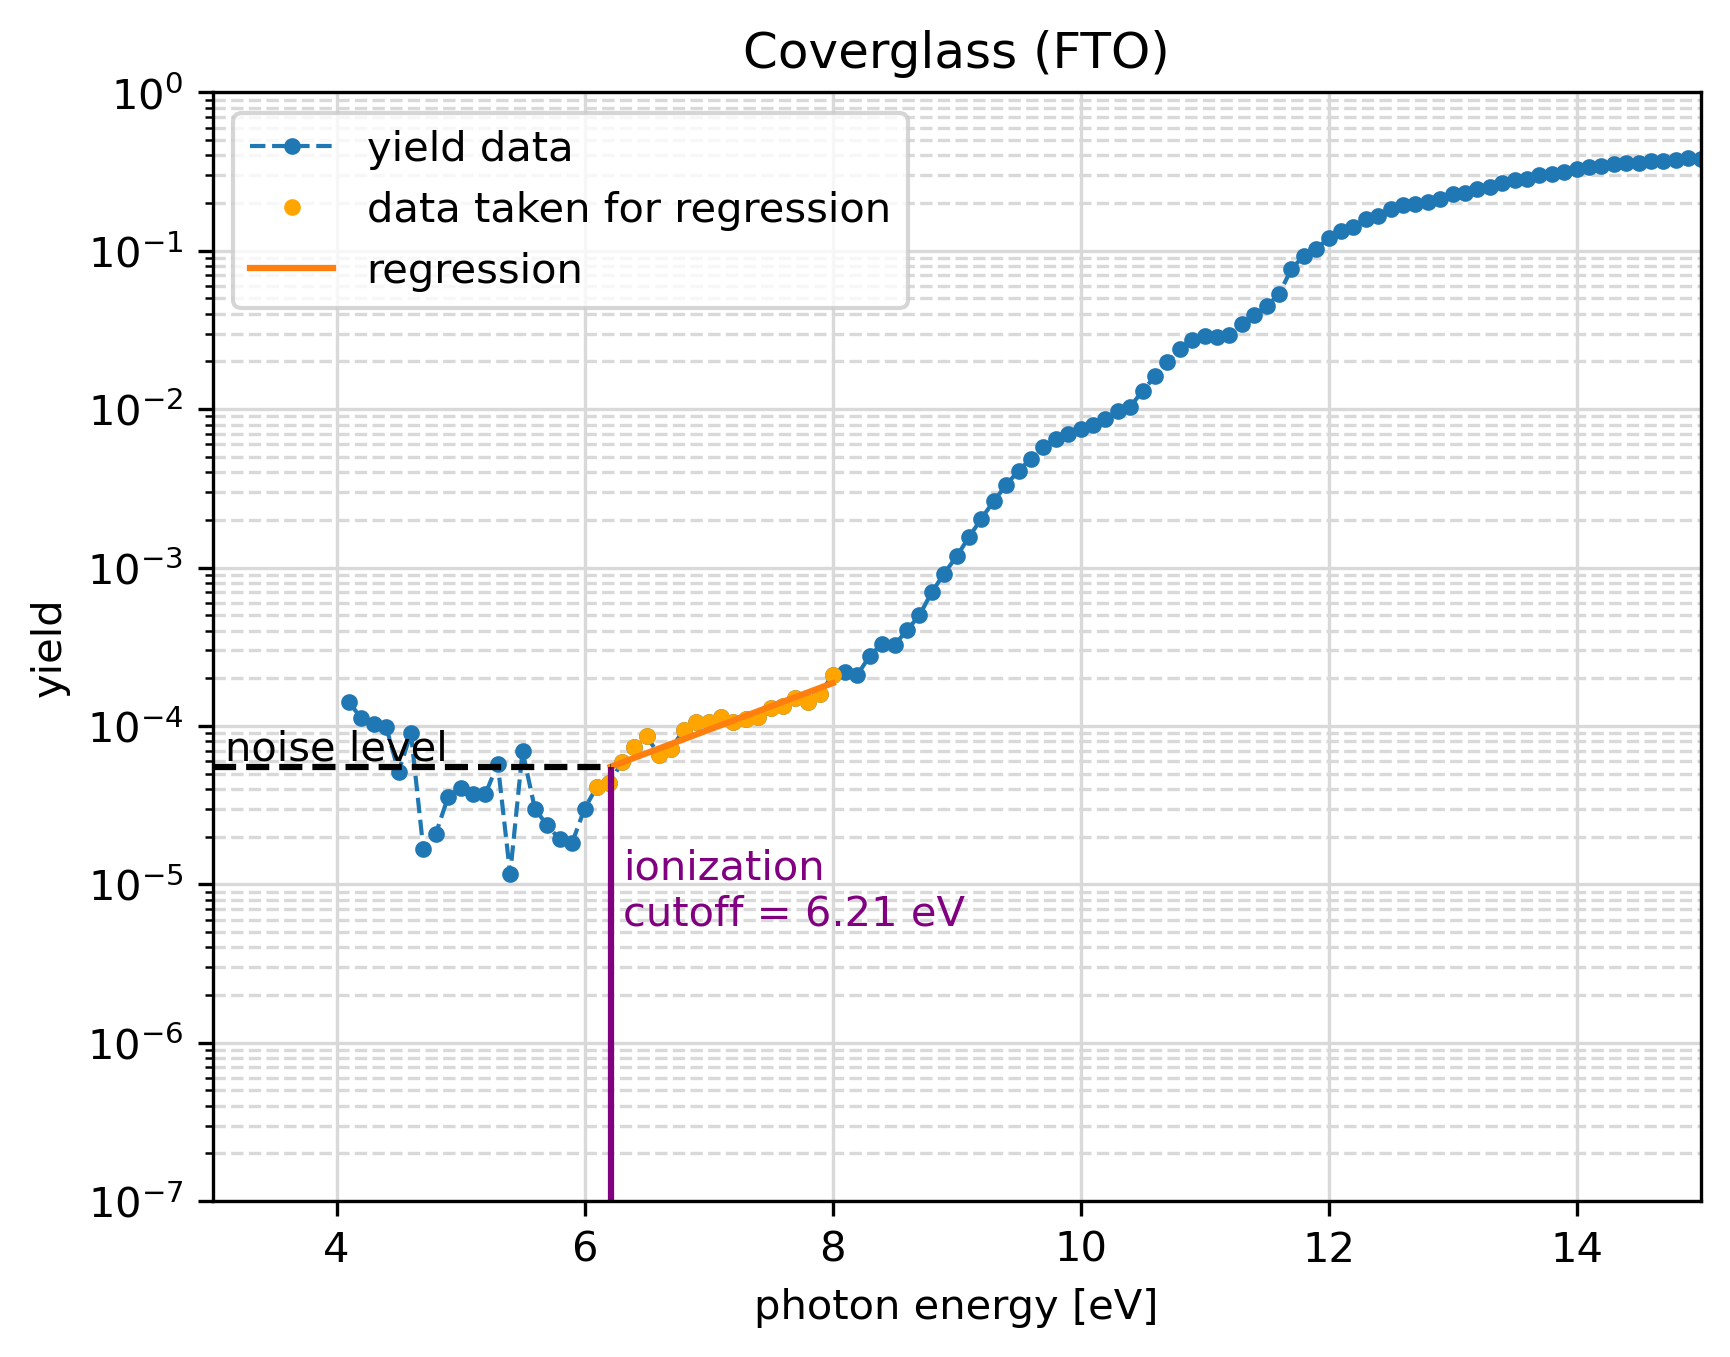 Coverglass (FTO)
10⁰
10⁻¹
10⁻²
10⁻³
10⁻⁴
10⁻⁵
10⁻⁶
10⁻⁷
yield
yield data
data taken for regression
regression
noise level
ionization
cutoff = 6.21 eV
4 6 8 10 12 14
photon energy [eV]